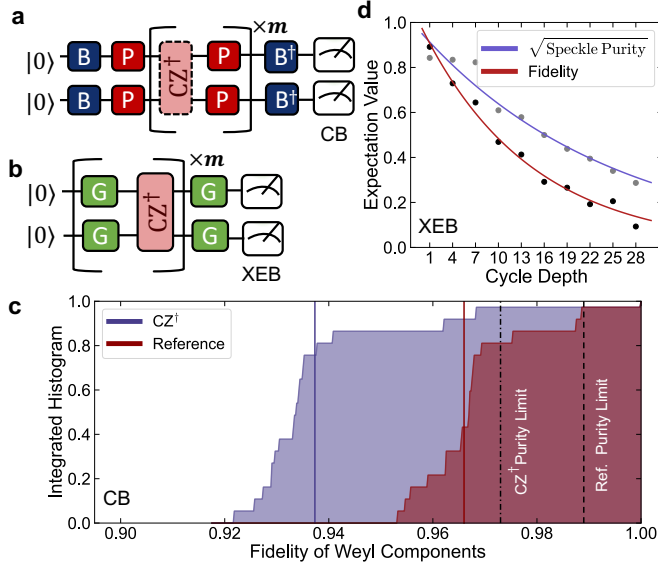 a
×m
|0⟩ B P CZ† P B†
|0⟩ B P P B†
CB
b
×m
|0⟩ G CZ† G
|0⟩ G G
XEB
d
Expectation Value
1.0
0.8
0.6
0.4
0.2
0.0
√Speckle Purity
Fidelity
XEB
1 4 7 10 13 16 19 22 25 28
Cycle Depth
c
Integrated Histogram
1.0
0.8
0.6
0.4
0.2
0.0
CZ†
Reference
CZ† Purity Limit
Ref. Purity Limit
CB
0.90 0.92 0.94 0.96 0.98 1.00
Fidelity of Weyl Components